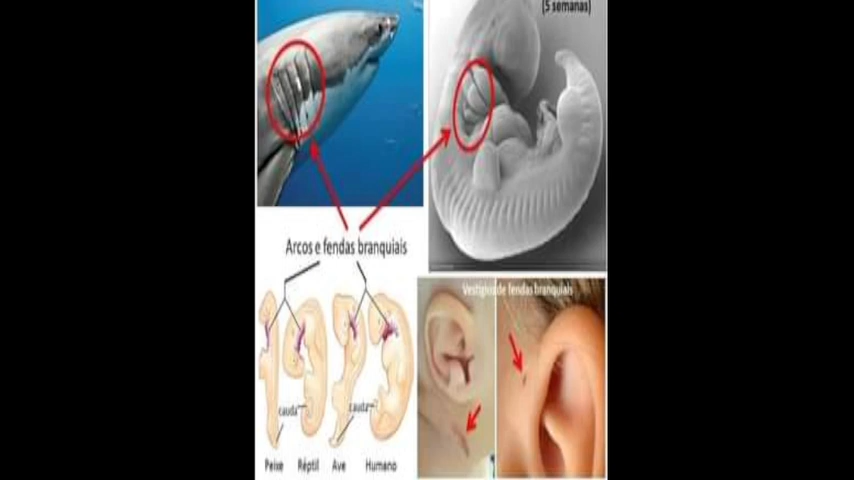 (5 semanas)
Arcos e fendas branquiais
Vestígios de fendas branquiais
cauda
cauda
Peixe Réptil Ave Humano